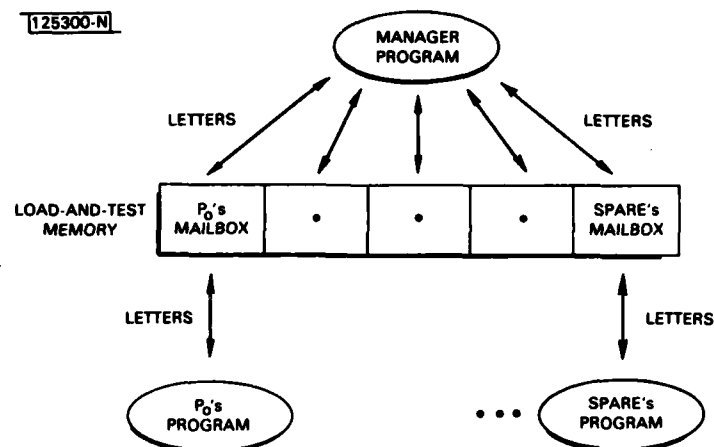 125300-N
MANAGER
PROGRAM
LETTERS
LETTERS
LOAD-AND-TEST
MEMORY
P₀'s
MAILBOX
•
•
•
SPARE's
MAILBOX
LETTERS
LETTERS
P₀'s
PROGRAM
• • •
SPARE's
PROGRAM